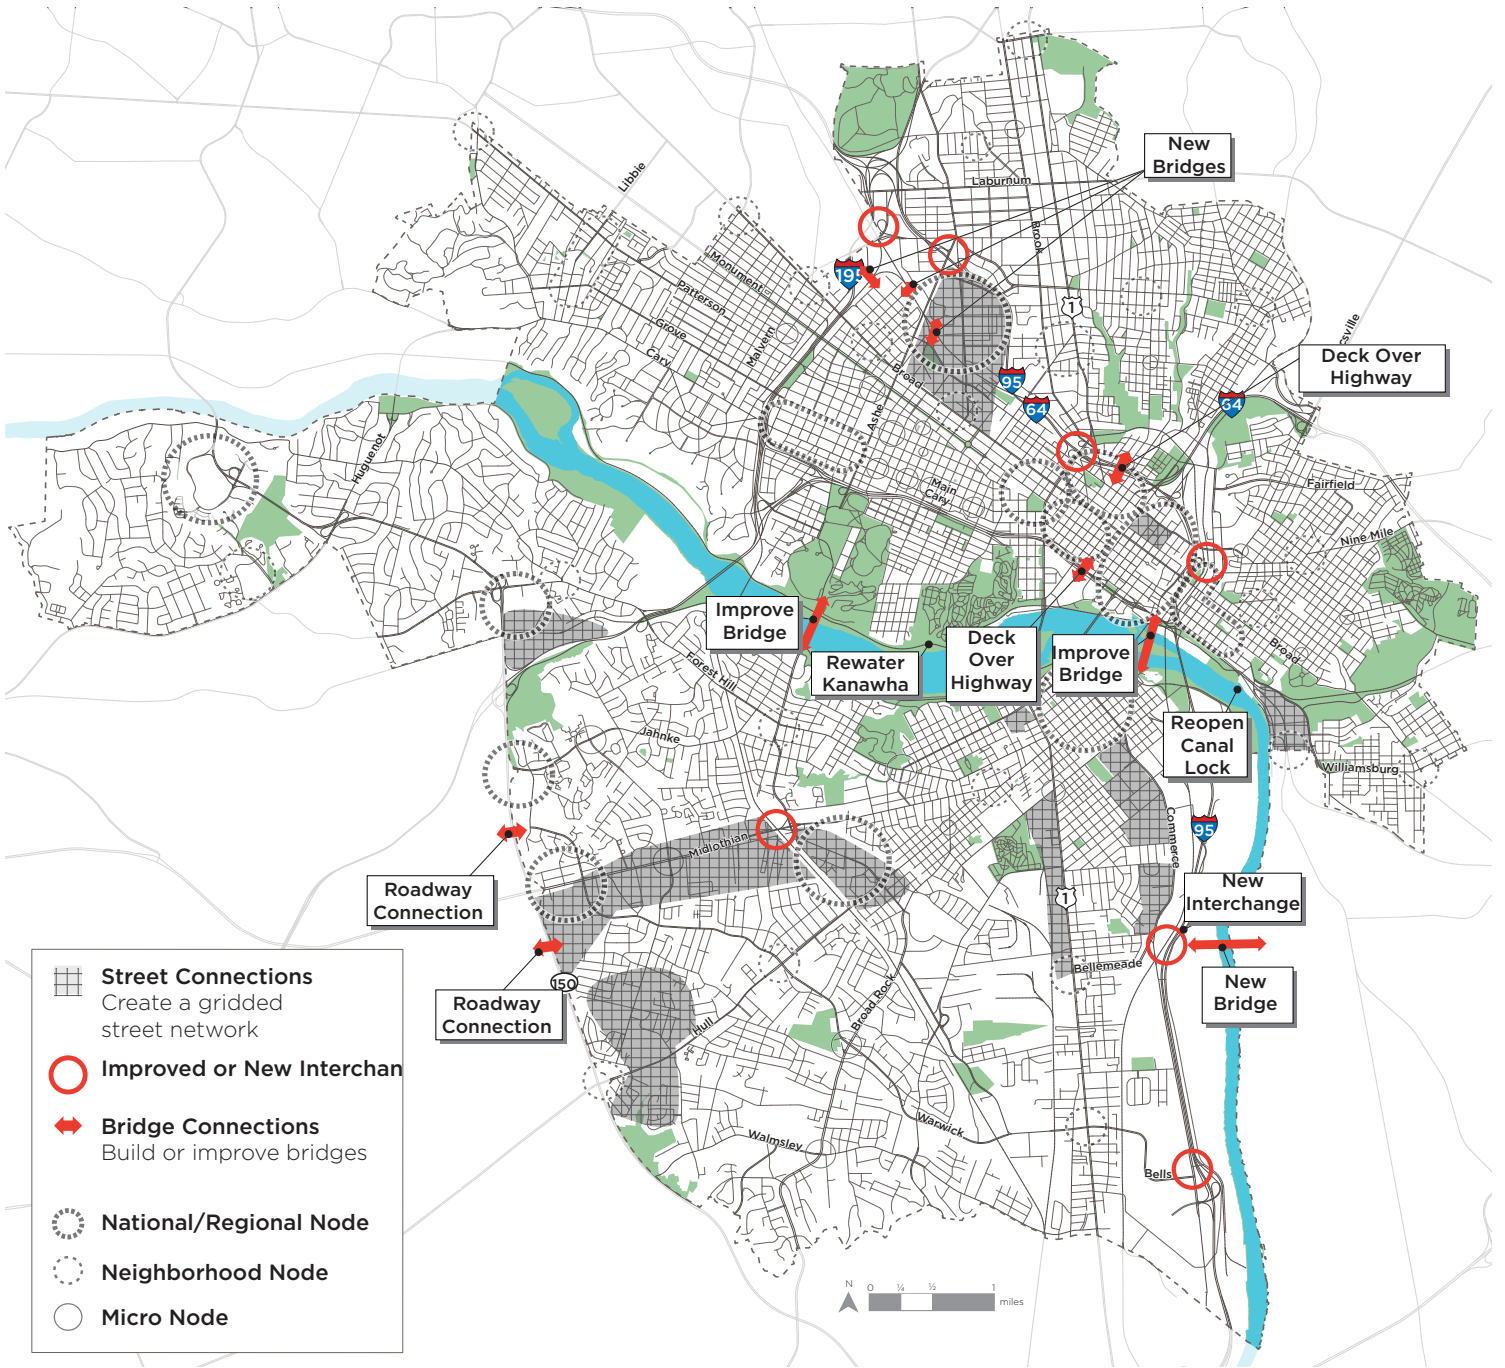 New
Bridges
Laburnum
Libbie
Brook
Monument
195
Patterson
1
Grove
Malvern
Cary
csville
Deck Over
Highway
Broad
95
64
64
Ashe
Huguenot
Main
Cary
Fairfield
Nine Mile
Improve
Bridge
Deck
Over
Highway
Improve
Bridge
Broad
Rewater
Kanawha
Forest Hill
Reopen
Canal
Lock
Jahnke
Williamsburg
Commerce
95
Midlothian
Roadway
Connection
1
New
Interchange
Bellemeade
New
Bridge
150
Roadway
Connection
Hull
Broad Rock
Warwick
Walmsley
Bells
Street Connections
Create a gridded
street network
Improved or New Interchan
Bridge Connections
Build or improve bridges
National/Regional Node
Neighborhood Node
Micro Node
N
0 ¼ ½ 1
miles